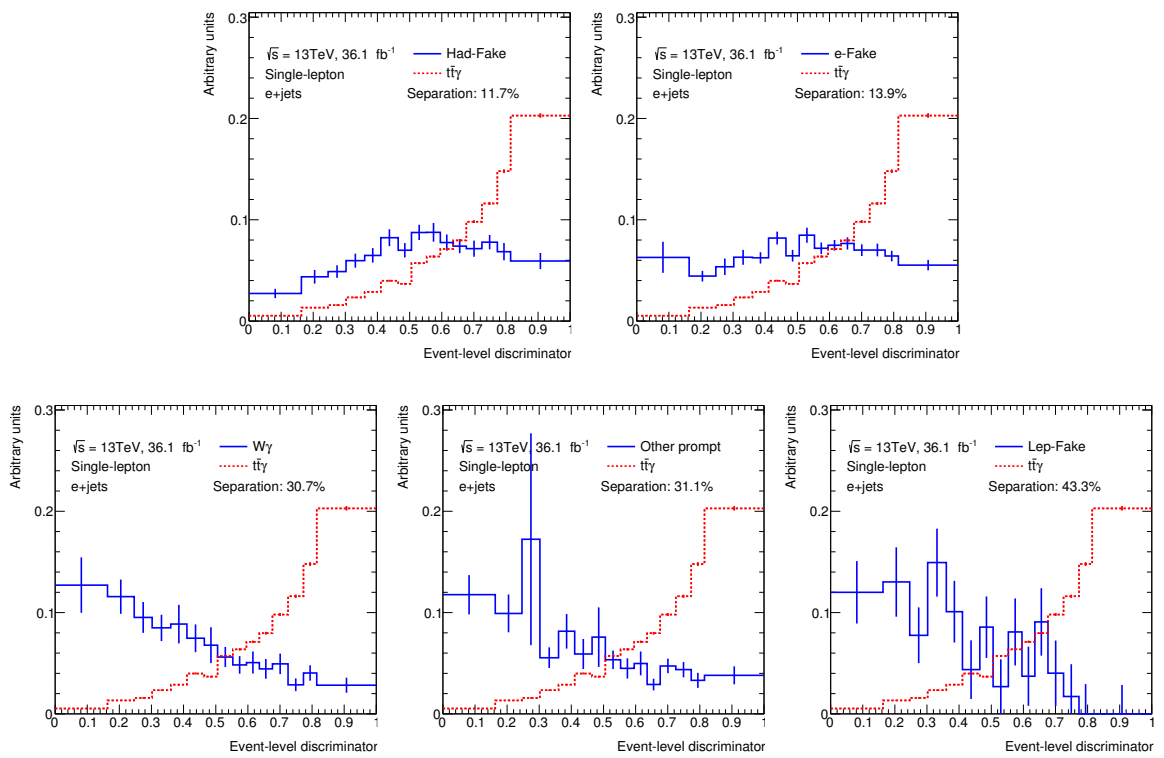 Arbitrary units
0.3
0.2
0.1
0
√s = 13TeV, 36.1 fb⁻¹
Single-lepton
e+jets
Had-Fake
tt̄γ
Separation: 11.7%
0 0.1 0.2 0.3 0.4 0.5 0.6 0.7 0.8 0.9 1
Event-level discriminator
Arbitrary units
0.3
0.2
0.1
0
√s = 13TeV, 36.1 fb⁻¹
Single-lepton
e+jets
e-Fake
tt̄γ
Separation: 13.9%
0 0.1 0.2 0.3 0.4 0.5 0.6 0.7 0.8 0.9 1
Event-level discriminator
Arbitrary units
0.3
0.2
0.1
0
√s = 13TeV, 36.1 fb⁻¹
Single-lepton
e+jets
Wγ
tt̄γ
Separation: 30.7%
0 0.1 0.2 0.3 0.4 0.5 0.6 0.7 0.8 0.9 1
Event-level discriminator
Arbitrary units
0.3
0.2
0.1
0
√s = 13TeV, 36.1 fb⁻¹
Single-lepton
e+jets
Other prompt
tt̄γ
Separation: 31.1%
0 0.1 0.2 0.3 0.4 0.5 0.6 0.7 0.8 0.9 1
Event-level discriminator
Arbitrary units
0.3
0.2
0.1
0
√s = 13TeV, 36.1 fb⁻¹
Single-lepton
e+jets
Lep-Fake
tt̄γ
Separation: 43.3%
0 0.1 0.2 0.3 0.4 0.5 0.6 0.7 0.8 0.9 1
Event-level discriminator